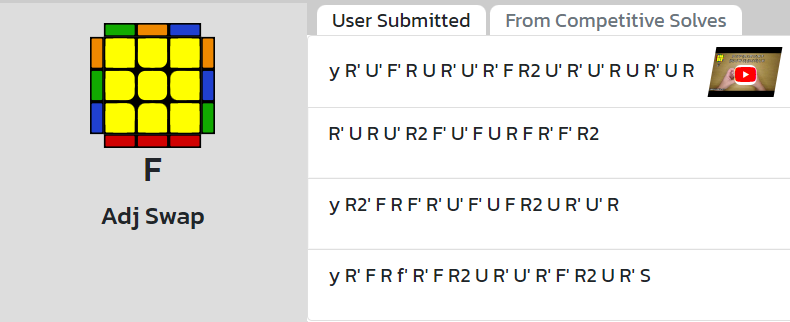 User Submitted
From Competitive Solves
y R' U' F' R U R' U' R' F R2 U' R' U' R U R' U R
R' U R U' R2 F' U' F U R F R' F' R2
F
Adj Swap
y R2' F R F' R' U' F' U F R2 U R' U' R
y R' F R f' R' F R2 U R' U' R' F' R2 U R' S